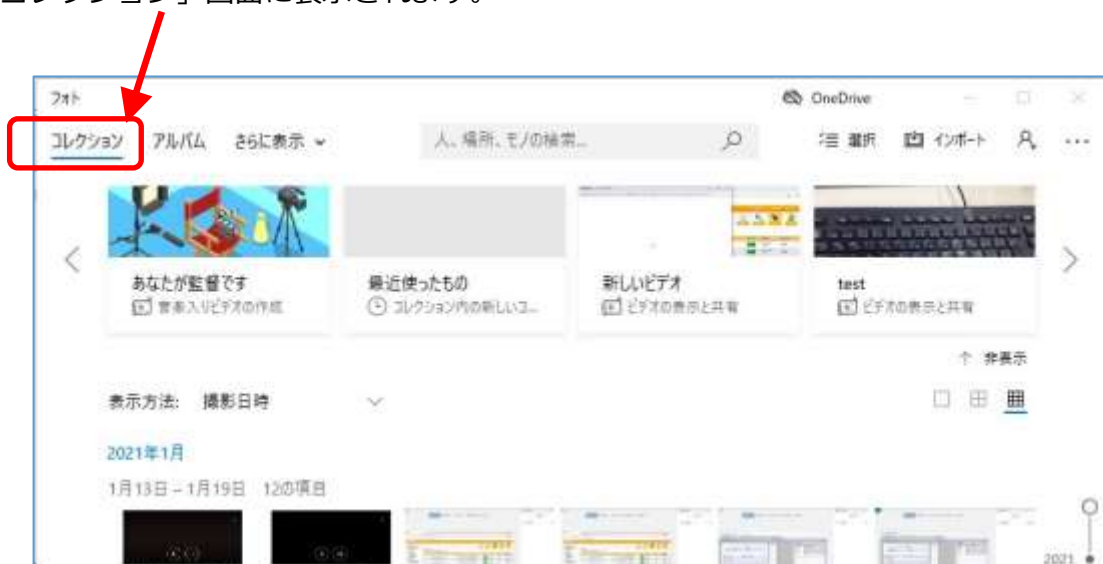 コレクション」画面に表示されます。
フォト
OneDrive
コレクション アルバム さらに表示
人、場所、モノの検索...
選択 インポート
あなたが監督です
音楽入りビデオの作成
最近使ったもの
コレクション内の新しいコ...
新しいビデオ
ビデオの表示と共有
test
ビデオの表示と共有
非表示
表示方法: 撮影日時
2021年1月
1月13日 – 1月19日 12の項目
2021